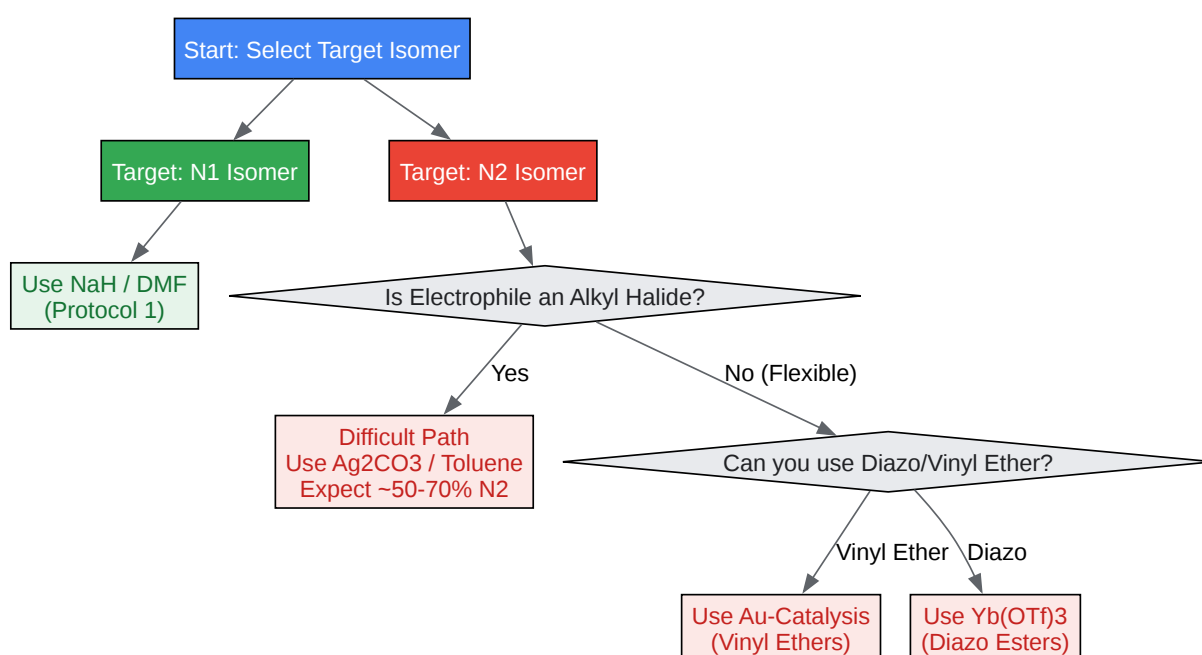 Start: Select Target Isomer
Target: N1 Isomer
Target: N2 Isomer
Use NaH / DMF
(Protocol 1)
Is Electrophile an Alkyl Halide?
Yes
No (Flexible)
Difficult Path
Use Ag2CO3 / Toluene
Expect ~50-70% N2
Can you use Diazo/Vinyl Ether?
Vinyl Ether
Diazo
Use Au-Catalysis
(Vinyl Ethers)
Use Yb(OTf)3
(Diazo Esters)